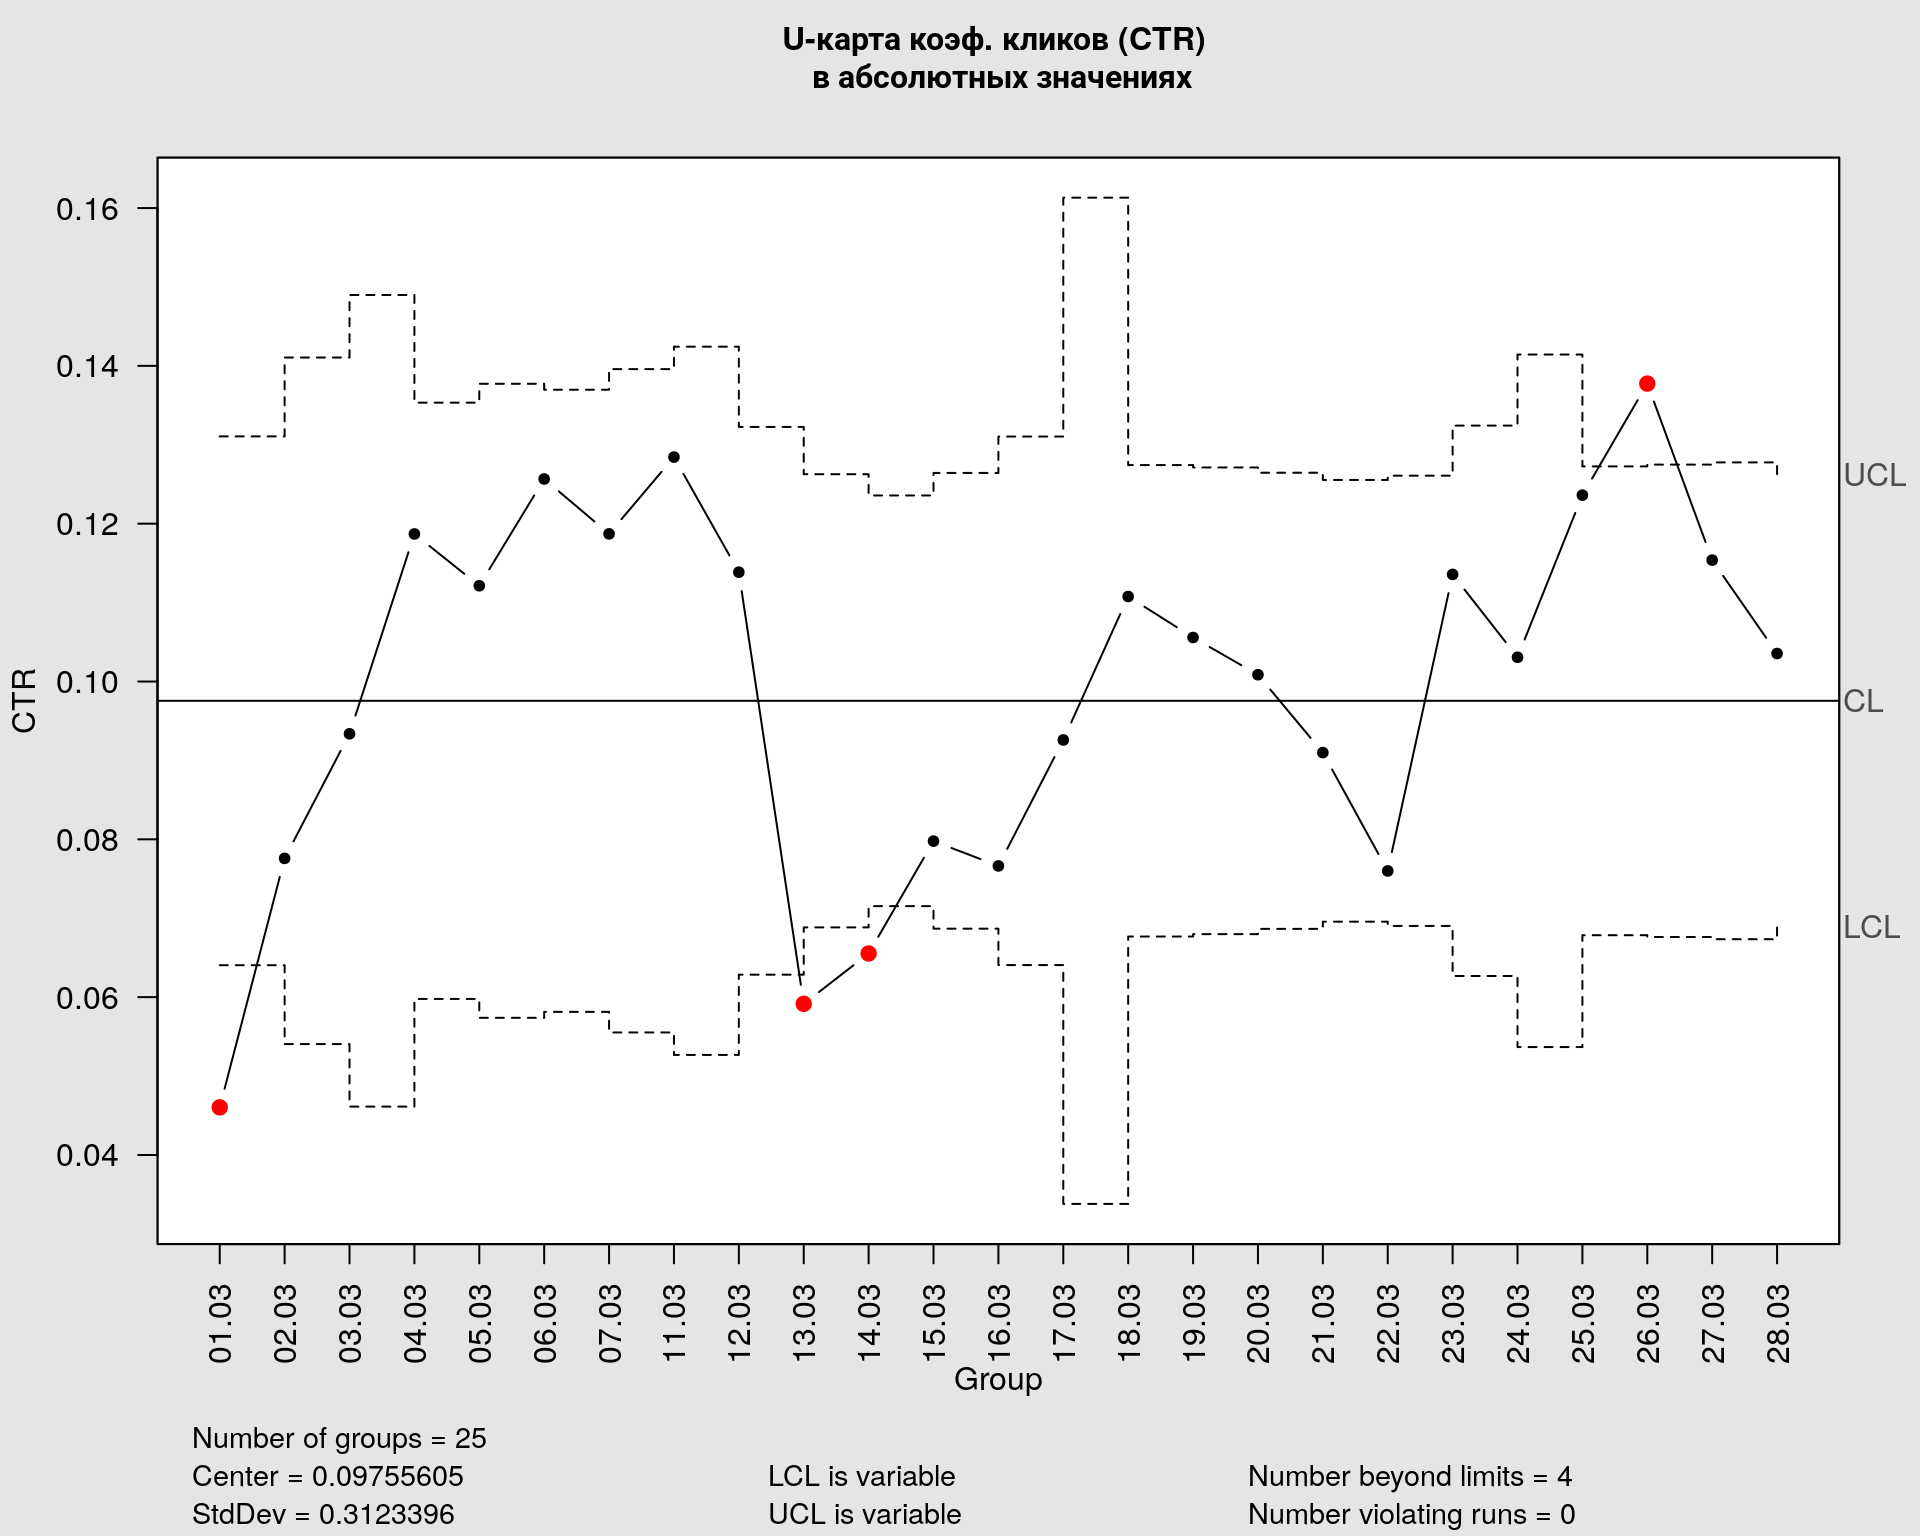 U-карта коэф. кликов (CTR)
в абсолютных значениях
0.16
0.14
0.12
0.10
0.08
0.06
0.04
CTR
UCL
CL
LCL
01.03
02.03
03.03
04.03
05.03
06.03
07.03
11.03
12.03
13.03
14.03
15.03
16.03
17.03
18.03
19.03
20.03
21.03
22.03
23.03
24.03
25.03
26.03
27.03
28.03
Group
Number of groups = 25
Center = 0.09755605
StdDev = 0.3123396
LCL is variable
UCL is variable
Number beyond limits = 4
Number violating runs = 0